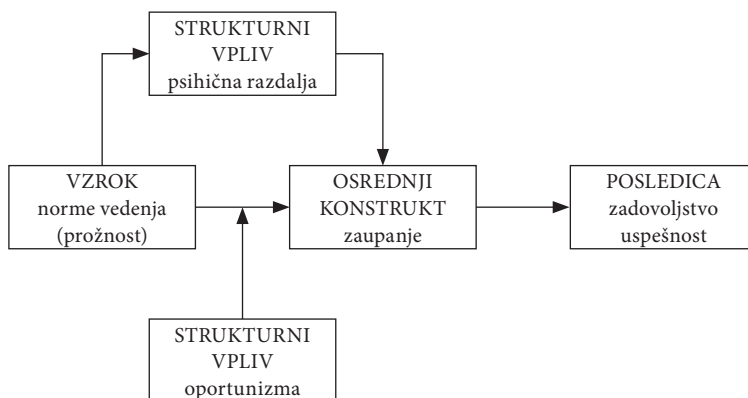 STRUKTURNI
VPLIV
psihična razdalja
VZROK
norme vedenja
(prožnost)
OSREDNJI
KONSTRUKT
zaupanje
POSLEDICA
zadovoljstvo
uspešnost
STRUKTURNI
VPLIV
oportunizma